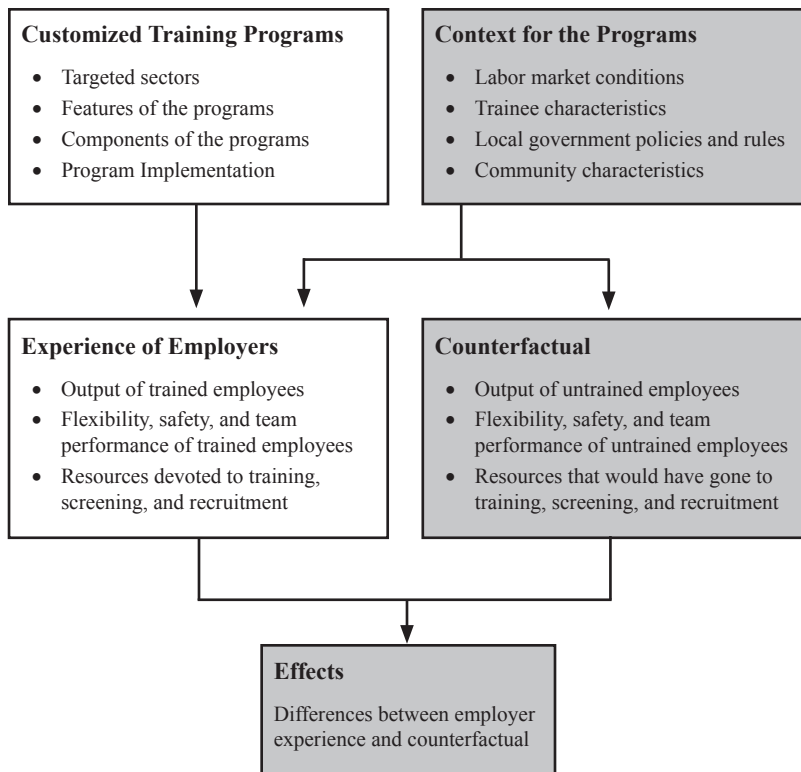 Customized Training Programs
• Targeted sectors
• Features of the programs
• Components of the programs
• Program Implementation
Context for the Programs
• Labor market conditions
• Trainee characteristics
• Local government policies and rules
• Community characteristics
Experience of Employers
• Output of trained employees
• Flexibility, safety, and team
performance of trained employees
• Resources devoted to training,
screening, and recruitment
Counterfactual
• Output of untrained employees
• Flexibility, safety, and team
performance of untrained employees
• Resources that would have gone to
training, screening, and recruitment
Effects
Differences between employer
experience and counterfactual